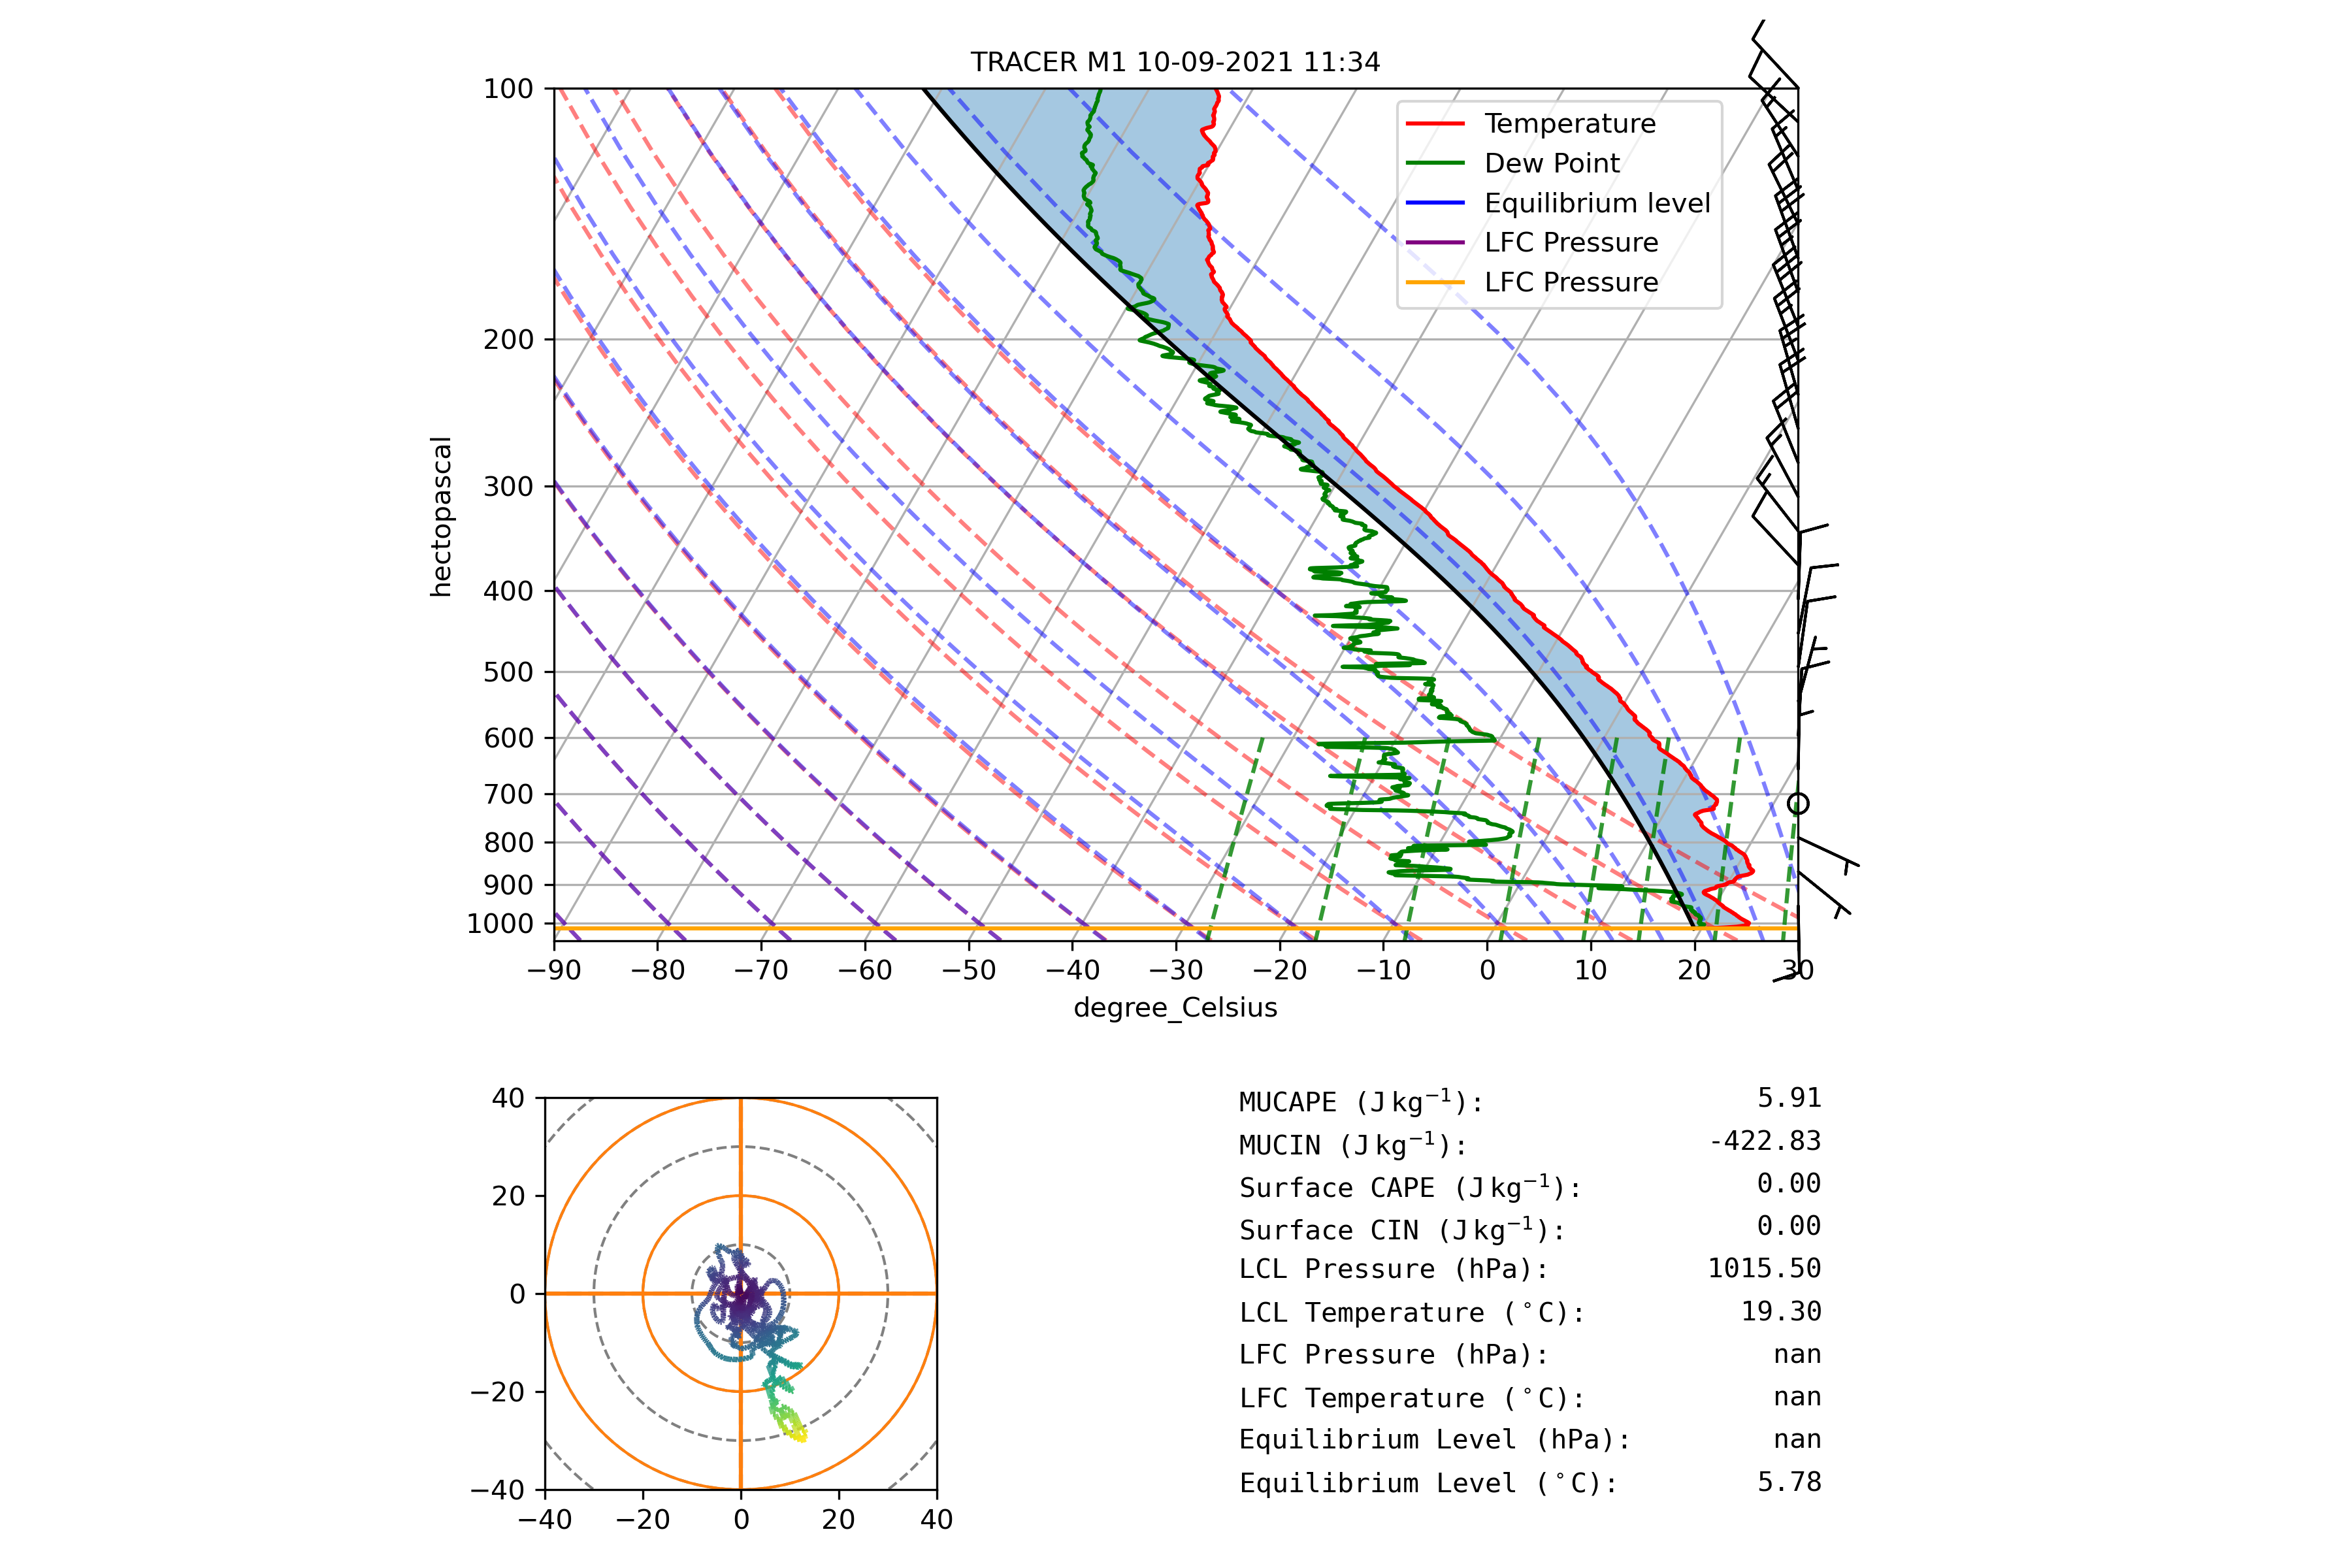 TRACER M1 10-09-2021 11:34
100
200
300
400
500
600
700
800
900
1000
hectopascal
Temperature
Dew Point
Equilibrium level
LFC Pressure
LFC Pressure
−90 −80 −70 −60 −50 −40 −30 −20 −10 0 10 20 30
degree_Celsius
40
20
0
−20
−40
−40 −20 0 20 40
MUCAPE (J kg⁻¹): 5.91
MUCIN (J kg⁻¹): -422.83
Surface CAPE (J kg⁻¹): 0.00
Surface CIN (J kg⁻¹): 0.00
LCL Pressure (hPa): 1015.50
LCL Temperature (°C): 19.30
LFC Pressure (hPa): nan
LFC Temperature (°C): nan
Equilibrium Level (hPa): nan
Equilibrium Level (°C): 5.78